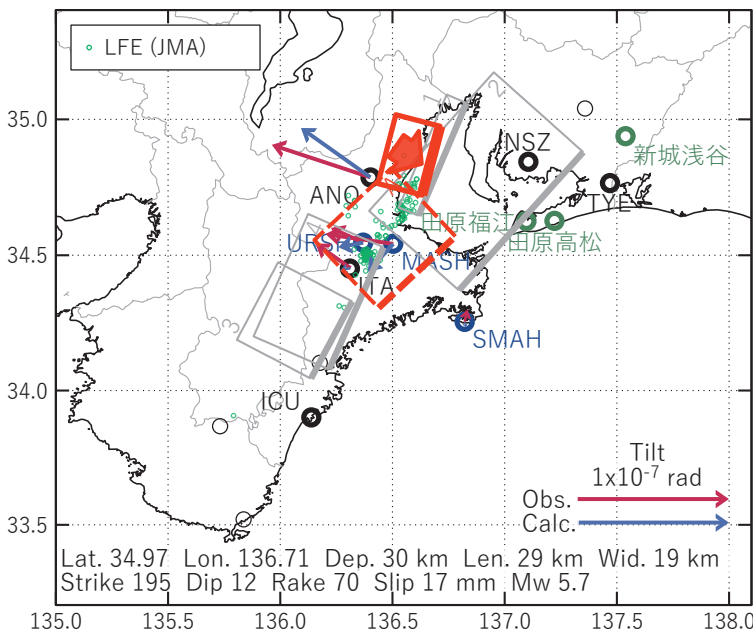 LFE (JMA)
1
2
35.0
NSZ
新城浅谷
ANO
TYE
田原福江
田原高松
34.5
URSH
MASH
ITA
3
SMAH
34.0
ICU
Tilt
1x10-7 rad
Obs.
33.5
Calc.
Lat. 34.97 Lon. 136.71 Dep. 30 km Len. 29 km Wid. 19 km
Strike 195 Dip 12 Rake 70 Slip 17 mm Mw 5.7
135.0 135.5 136.0 136.5 137.0 137.5 138.0